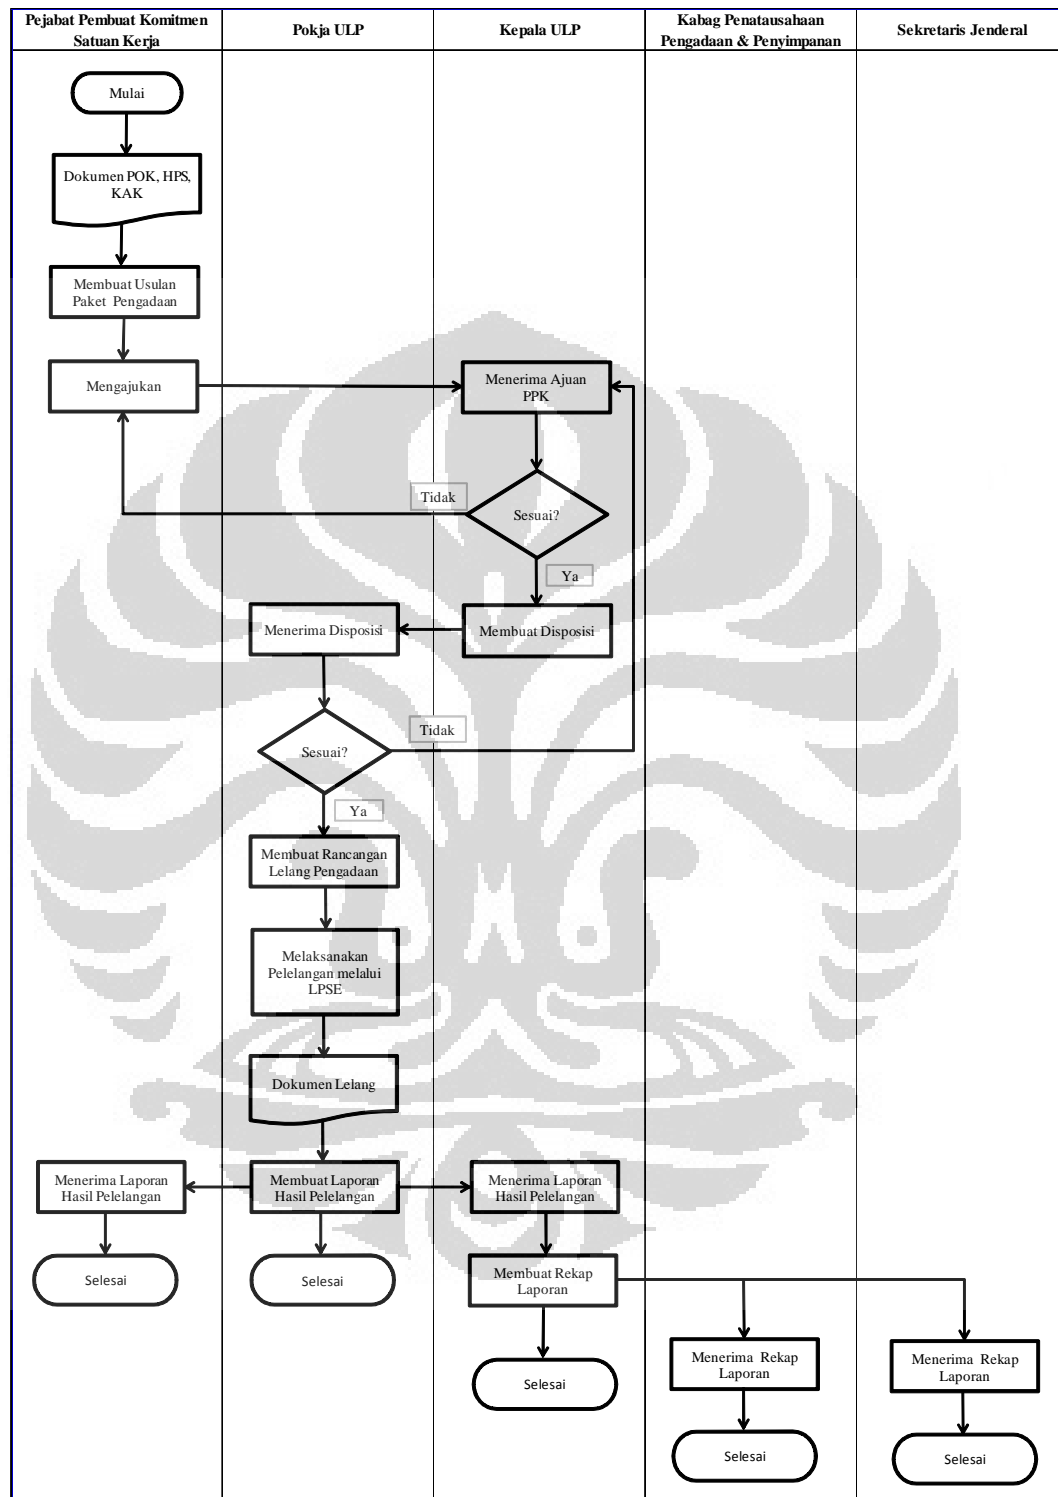 Pejabat Pembuat Komitmen
Satuan Kerja
Pokja ULP
Kepala ULP
Kabag Penatausahaan
Pengadaan & Penyimpanan
Sekretaris Jenderal
Mulai
Dokumen POK, HPS,
KAK
Membuat Usulan
Paket Pengadaan
Mengajukan
Menerima Ajuan
PPK
Tidak
Sesuai?
Ya
Menerima Disposisi
Membuat Disposisi
Tidak
Sesuai?
Ya
Membuat Rancangan
Lelang Pengadaan
Melaksanakan
Pelelangan melalui
LPSE
Dokumen Lelang
Menerima Laporan
Hasil Pelelangan
Membuat Laporan
Hasil Pelelangan
Menerima Laporan
Hasil Pelelangan
Selesai
Selesai
Membuat Rekap
Laporan
Menerima Rekap
Laporan
Menerima Rekap
Laporan
Selesai
Selesai
Selesai